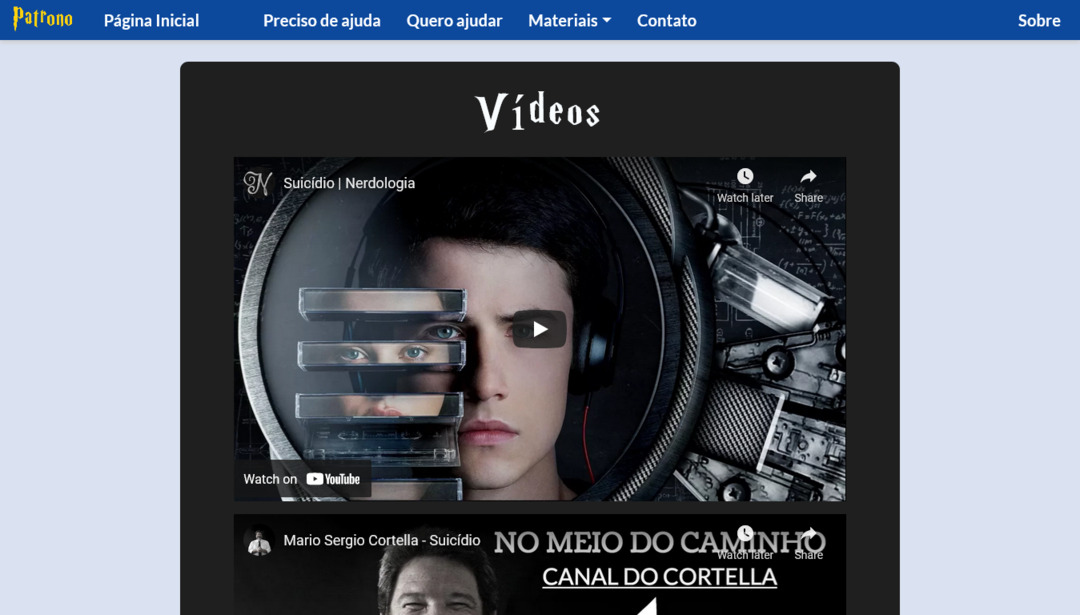 Patrono Página Inicial Preciso de ajuda Quero ajudar Materiais Contato Sobre
Vídeos
Suicídio | Nerdologia
Watch later Share
Watch on YouTube
Mario Sergio Cortella - Suicídio
Watch later Share
NO MEIO DO CAMINHO
CANAL DO CORTELLA